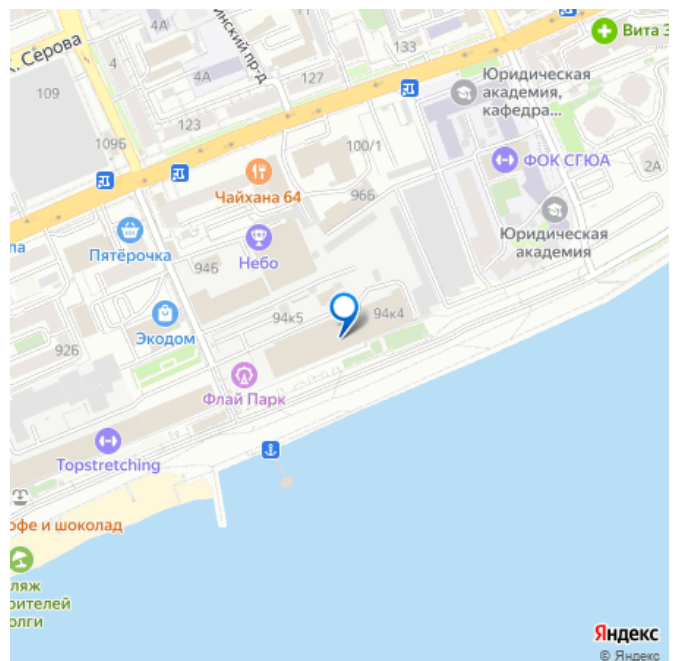 4А
Вита
133
К. Серова
4
4А
127
Юридическая
академия,
кафедра...
109
123
109Б
100/1
ФОК СГЮА
2А
Чайхана 64
96Б
Юридическая
академия
Пятёрочка
Небо
94Б
94к5
94к4
Экодом
92Б
Флай Парк
Topstretching
офе и шоколад
ляж
рителей
олги
Яндекс
© Яндекс